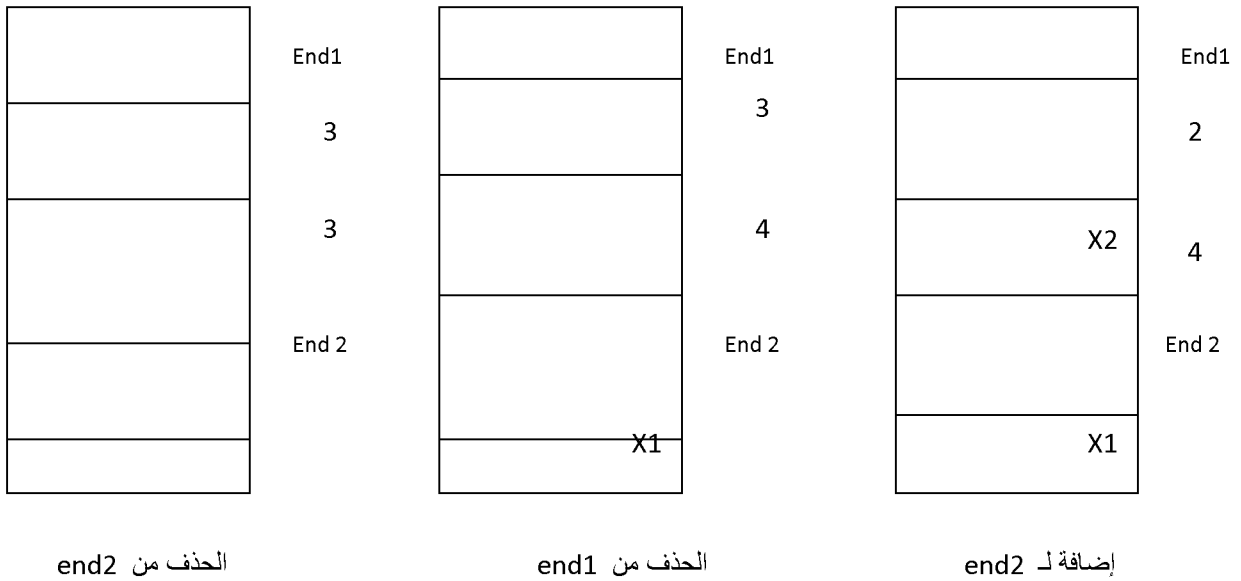 End1
3
3
End 2
الحذف من end2
End1
3
4
End 2
X1
الحذف من end1
End1
2
X2
4
End 2
X1
إضافة لـ end2